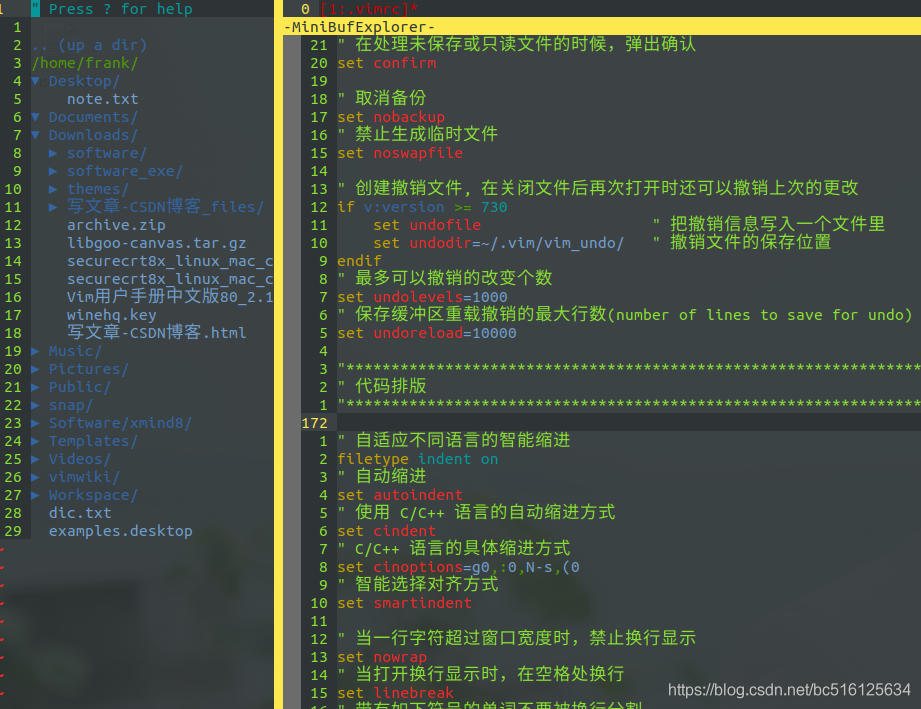 1 " Press ? for help
1
2 .. (up a dir)
3 /home/frank/
4 ▼ Desktop/
5 note.txt
6 ▼ Documents/
7 ▼ Downloads/
8 ▶ software/
9 ▶ software_exe/
10 ▶ themes/
11 ▶ 写文章-CSDN博客_files/
12 archive.zip
13 libgoo-canvas.tar.gz
14 securecrt8x_linux_mac_c
15 securecrt8x_linux_mac_c
16 Vim用户手册中文版80_2.1
17 winehq.key
18 写文章-CSDN博客.html
19 ▶ Music/
20 ▶ Pictures/
21 ▶ Public/
22 ▶ snap/
23 ▶ Software/xmind8/
24 ▶ Templates/
25 ▶ Videos/
26 ▶ vimwiki/
27 ▶ Workspace/
28 dic.txt
29 examples.desktop
0 [1:.vimrc]*
-MiniBufExplorer-
21 " 在处理未保存或只读文件的时候，弹出确认
20 set confirm
19
18 " 取消备份
17 set nobackup
16 " 禁止生成临时文件
15 set noswapfile
14
13 " 创建撤销文件, 在关闭文件后再次打开时还可以撤销上次的更改
12 if v:version >= 730
11 set undofile " 把撤销信息写入一个文件里
10 set undodir=~/.vim/vim_undo/ " 撤销文件的保存位置
9 endif
8 " 最多可以撤销的改变个数
7 set undolevels=1000
6 " 保存缓冲区重载撤销的最大行数(number of lines to save for undo)
5 set undoreload=10000
4
3 "****************************************************************
2 " 代码排版
1 "****************************************************************
172
1 " 自适应不同语言的智能缩进
2 filetype indent on
3 " 自动缩进
4 set autoindent
5 " 使用 C/C++ 语言的自动缩进方式
6 set cindent
7 " C/C++ 语言的具体缩进方式
8 set cinoptions=g0,:0,N-s,(0
9 " 智能选择对齐方式
10 set smartindent
11
12 " 当一行字符超过窗口宽度时，禁止换行显示
13 set nowrap
14 " 当打开换行显示时，在空格处换行
15 set linebreak
16 " 带有如下符号的单词不要被换行分割
https://blog.csdn.net/bc516125634